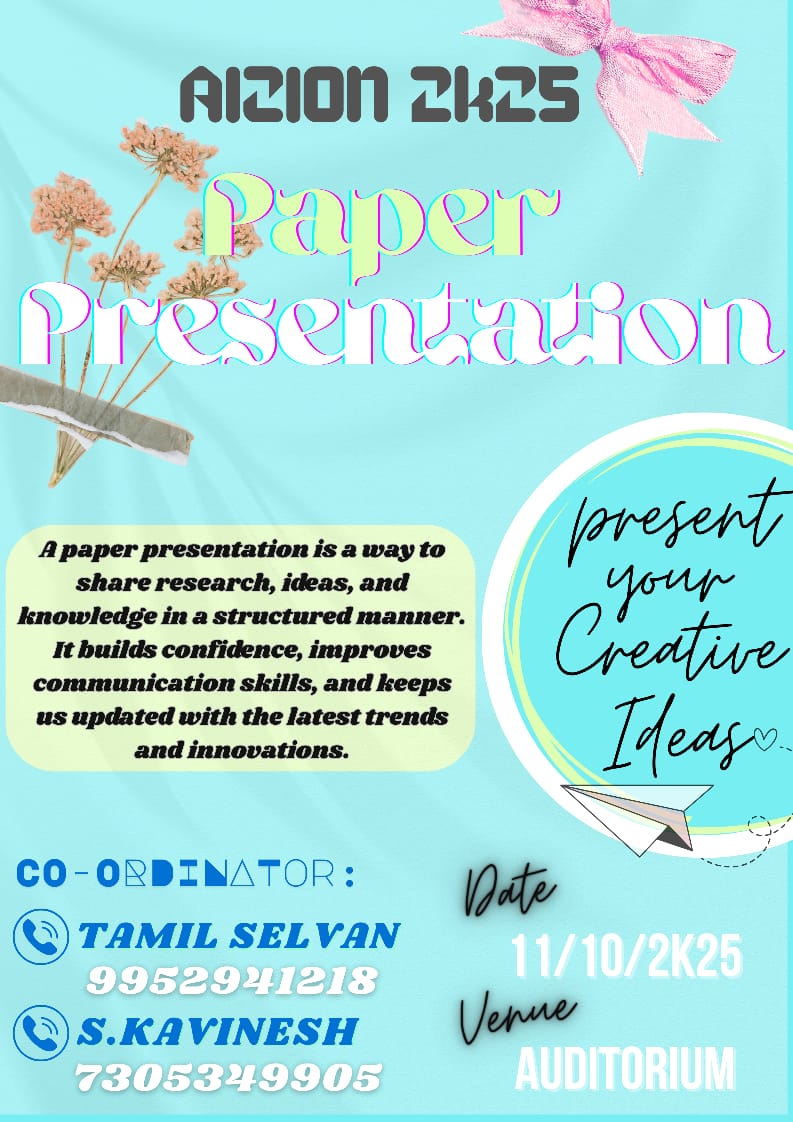 AIZION 2K25
Paper
Presentation
present
your
Creative
Ideas
A paper presentation is a way to
share research, ideas, and
knowledge in a structured manner.
It builds confidence, improves
communication skills, and keeps
us updated with the latest trends
and innovations.
CO-ORDINATOR:
TAMIL SELVAN
9952941218
S.KAVINESH
7305349905
Date
11/10/2K25
Venue
AUDITORIUM